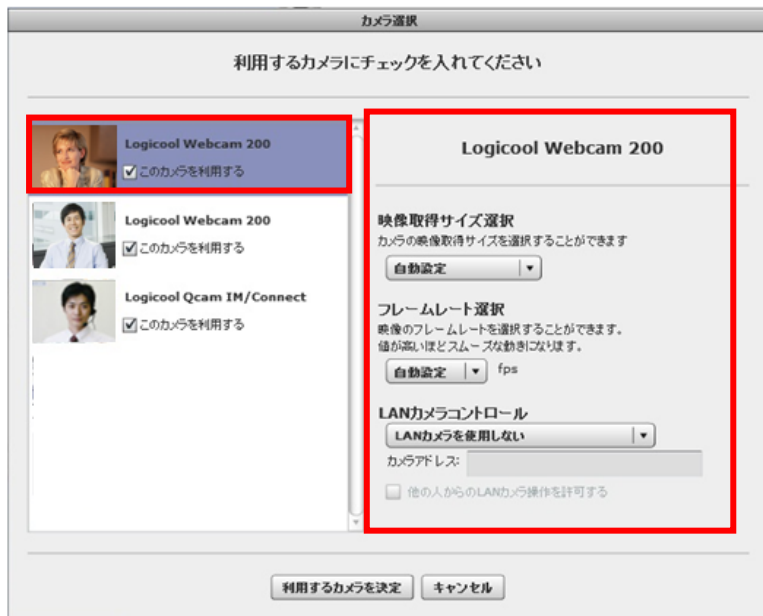 カメラ選択
利用するカメラにチェックを入れてください
Logicool Webcam 200
このカメラを利用する
Logicool Webcam 200
このカメラを利用する
Logicool Qcam IM/Connect
このカメラを利用する
Logicool Webcam 200
映像取得サイズ選択
カメラの映像取得サイズを選択することができます
自動設定
フレームレート選択
映像のフレームレートを選択することができます。
値が高いほどスムーズな動きになります。
自動設定 fps
LANカメラコントロール
LANカメラを使用しない
カメラアドレス:
他の人からのLANカメラ操作を許可する
利用するカメラを決定 キャンセル